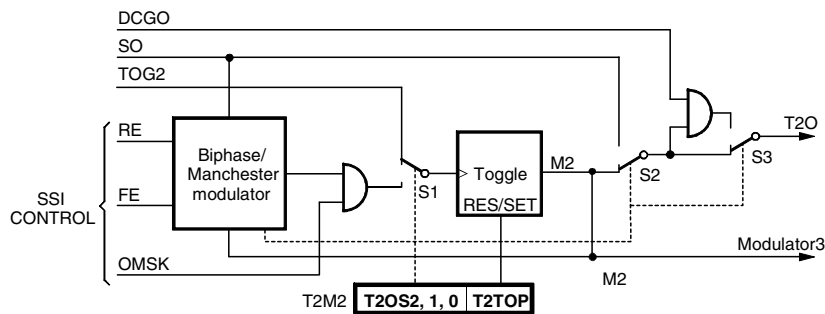 DCGO
SO
TOG2
RE
Biphase/
Manchester
modulator
SSI
CONTROL
FE
OMSK
S1
Toggle
RES/SET
M2
S2
S3
T2O
Modulator3
M2
T2M2
T2OS2, 1, 0
T2TOP